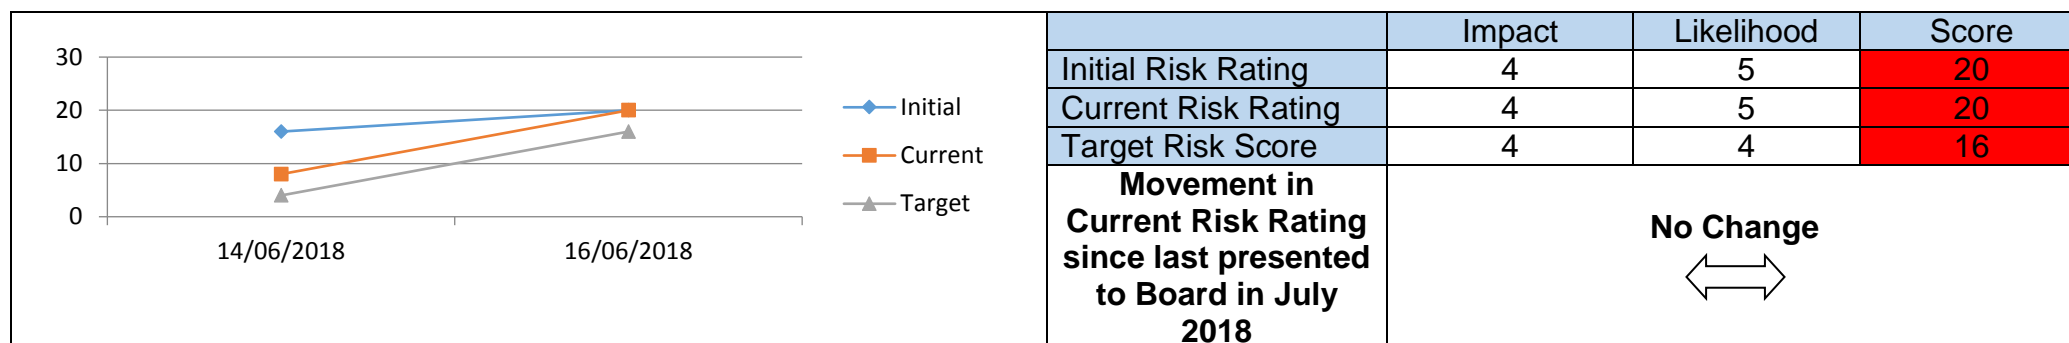 30
20
10
0
14/06/2018 16/06/2018
Initial
Current
Target
Impact Likelihood Score
Initial Risk Rating 4 5 20
Current Risk Rating 4 5 20
Target Risk Score 4 4 16
Movement in
Current Risk Rating
since last presented
to Board in July
2018
No Change